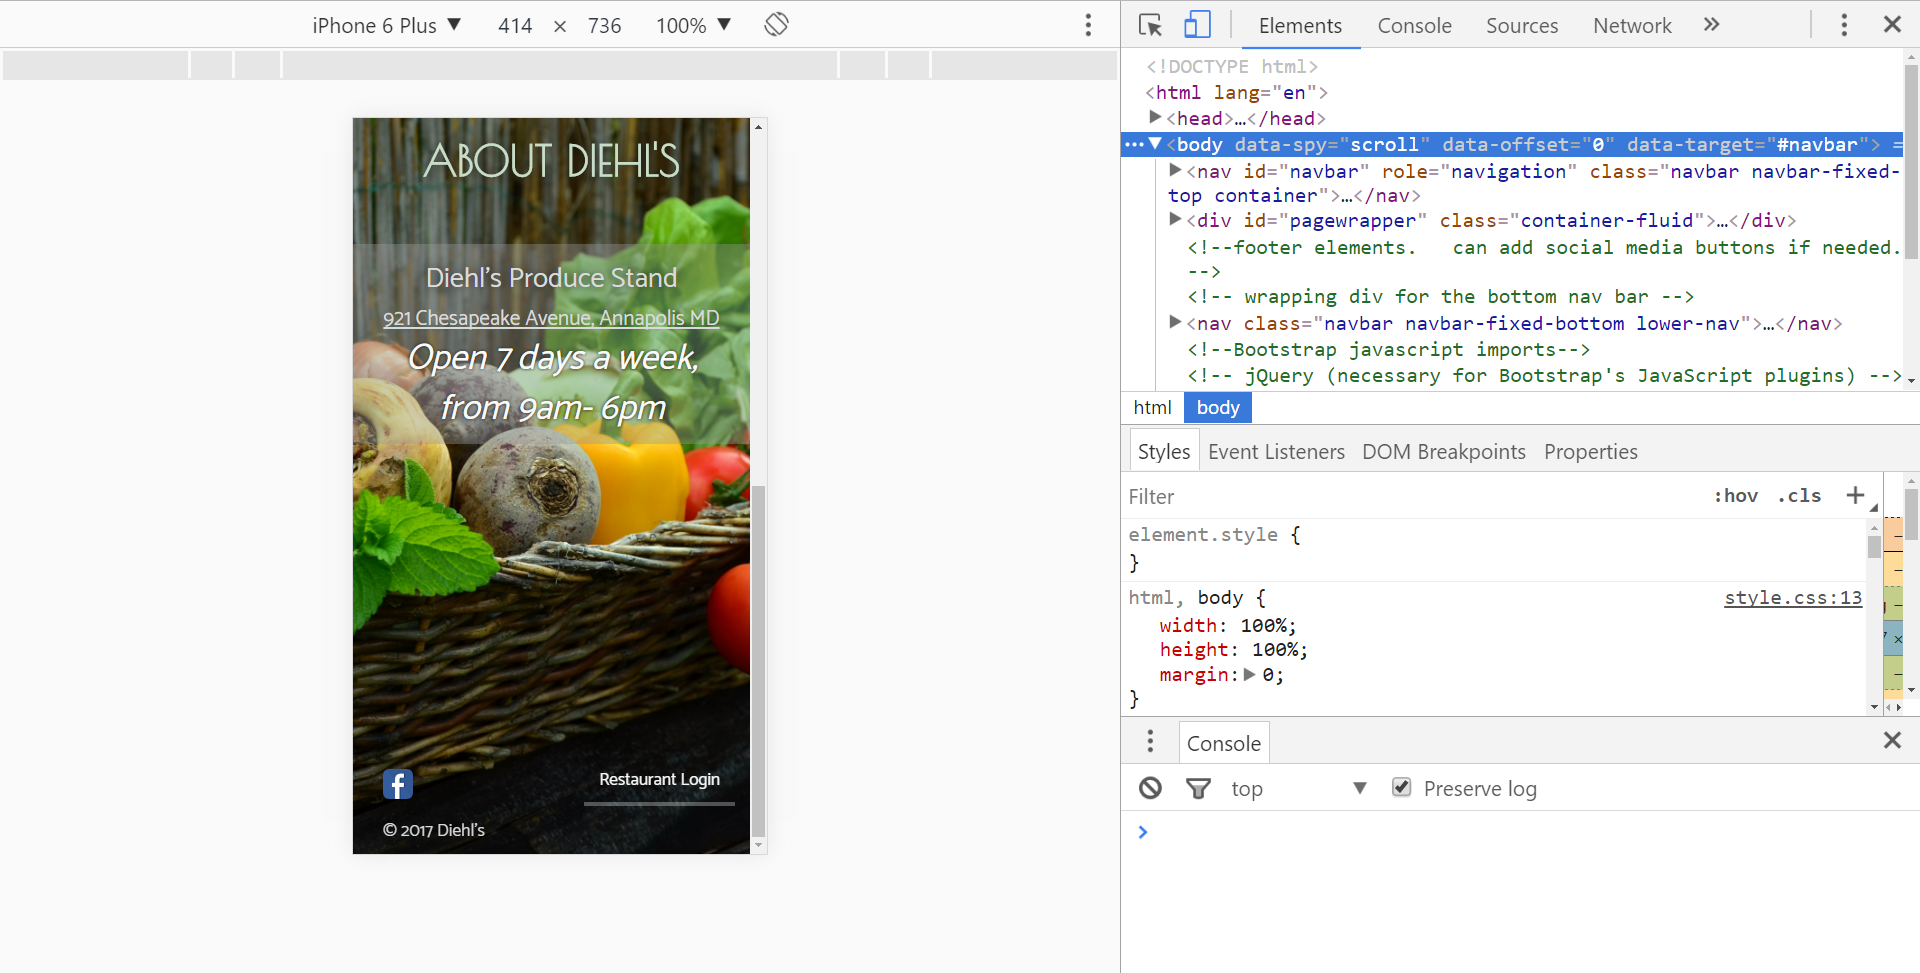 iPhone 6 Plus ▼ 414 × 736 100% ▼
ABOUT DIEHL'S
Diehl's Produce Stand
921 Chesapeake Avenue, Annapolis MD
Open 7 days a week,
from 9am- 6pm
f
Restaurant Login
© 2017 Diehl's
Elements Console Sources Network »
<!DOCTYPE html>
<html lang="en">
▶<head>…</head>
…▼<body data-spy="scroll" data-offset="0" data-target="#navbar"> =
▶<nav id="navbar" role="navigation" class="navbar navbar-fixed-
top container">…</nav>
▶<div id="pagewrapper" class="container-fluid">…</div>
<!--footer elements.   can add social media buttons if needed.
-->
<!-- wrapping div for the bottom nav bar -->
▶<nav class="navbar navbar-fixed-bottom lower-nav">…</nav>
<!--Bootstrap javascript imports-->
<!-- jQuery (necessary for Bootstrap's JavaScript plugins) -->
html body
Styles Event Listeners DOM Breakpoints Properties
Filter :hov .cls +
element.style {
}
html, body { style.css:13
width: 100%;
height: 100%;
margin:▶ 0;
}
Console
top ▼ Preserve log